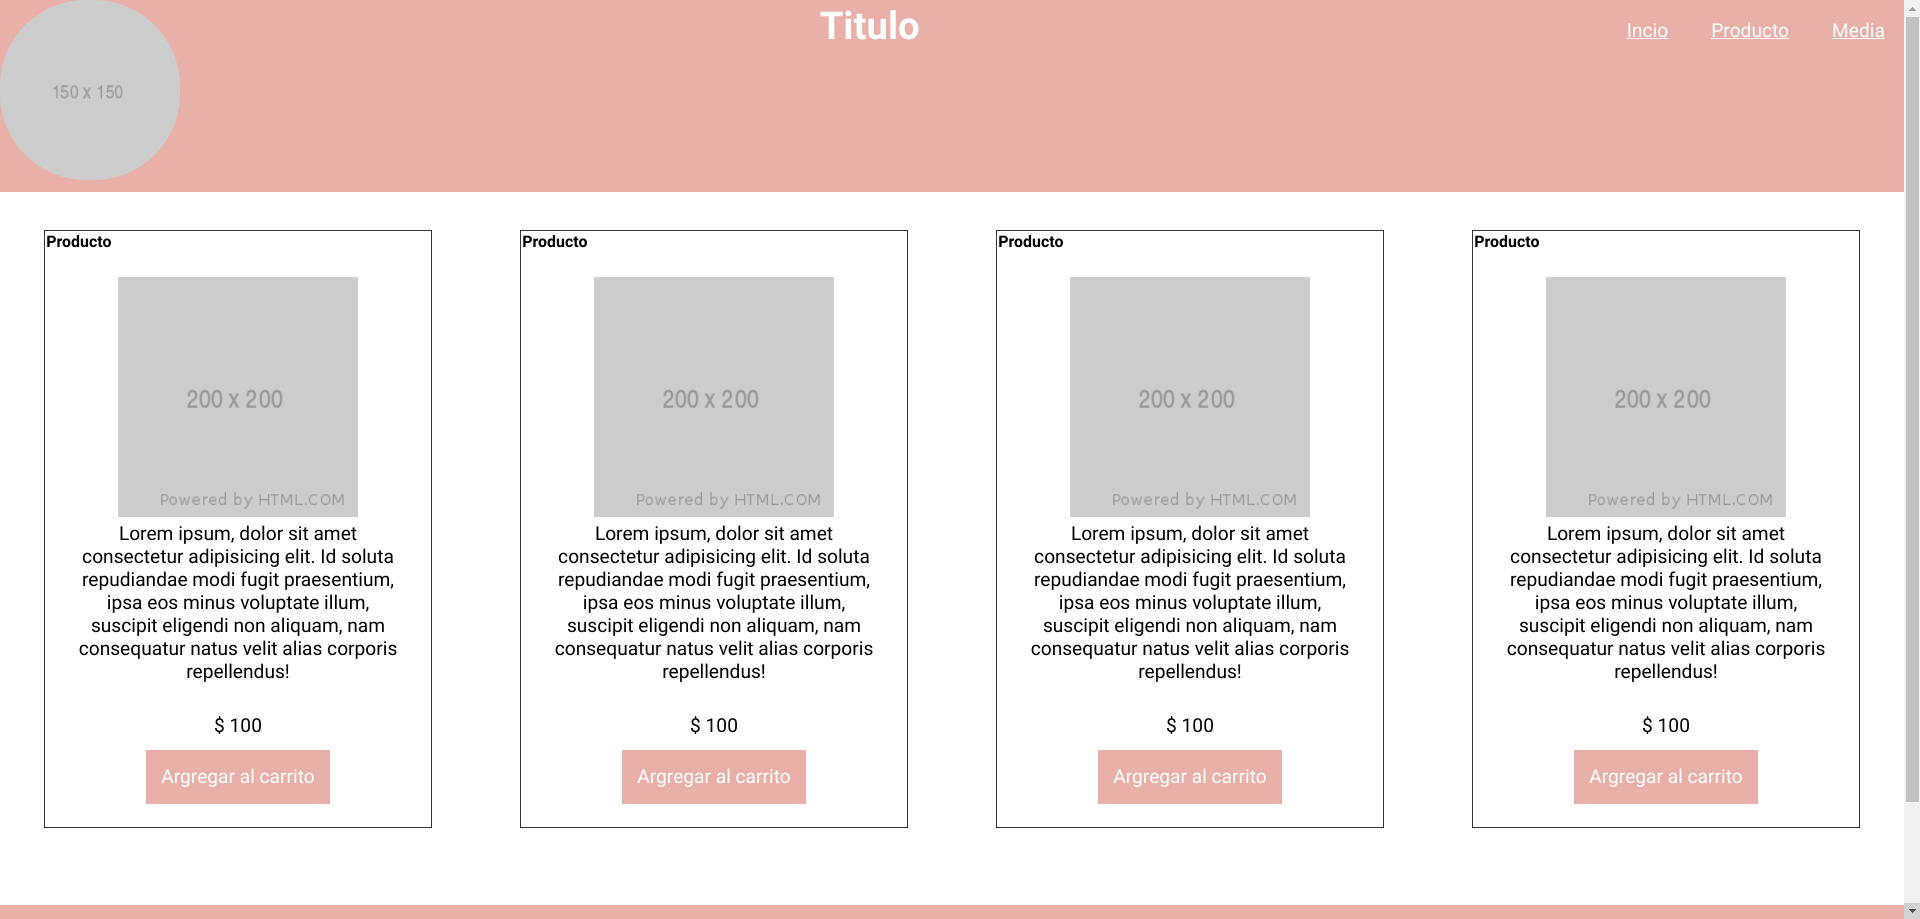 150 x 150
Titulo
Incio
Producto
Media
Producto
200 x 200
Powered by HTML.COM
Lorem ipsum, dolor sit amet
consectetur adipisicing elit. Id soluta
repudiandae modi fugit praesentium,
ipsa eos minus voluptate illum,
suscipit eligendi non aliquam, nam
consequatur natus velit alias corporis
repellendus!
$ 100
Argregar al carrito
Producto
200 x 200
Powered by HTML.COM
Lorem ipsum, dolor sit amet
consectetur adipisicing elit. Id soluta
repudiandae modi fugit praesentium,
ipsa eos minus voluptate illum,
suscipit eligendi non aliquam, nam
consequatur natus velit alias corporis
repellendus!
$ 100
Argregar al carrito
Producto
200 x 200
Powered by HTML.COM
Lorem ipsum, dolor sit amet
consectetur adipisicing elit. Id soluta
repudiandae modi fugit praesentium,
ipsa eos minus voluptate illum,
suscipit eligendi non aliquam, nam
consequatur natus velit alias corporis
repellendus!
$ 100
Argregar al carrito
Producto
200 x 200
Powered by HTML.COM
Lorem ipsum, dolor sit amet
consectetur adipisicing elit. Id soluta
repudiandae modi fugit praesentium,
ipsa eos minus voluptate illum,
suscipit eligendi non aliquam, nam
consequatur natus velit alias corporis
repellendus!
$ 100
Argregar al carrito